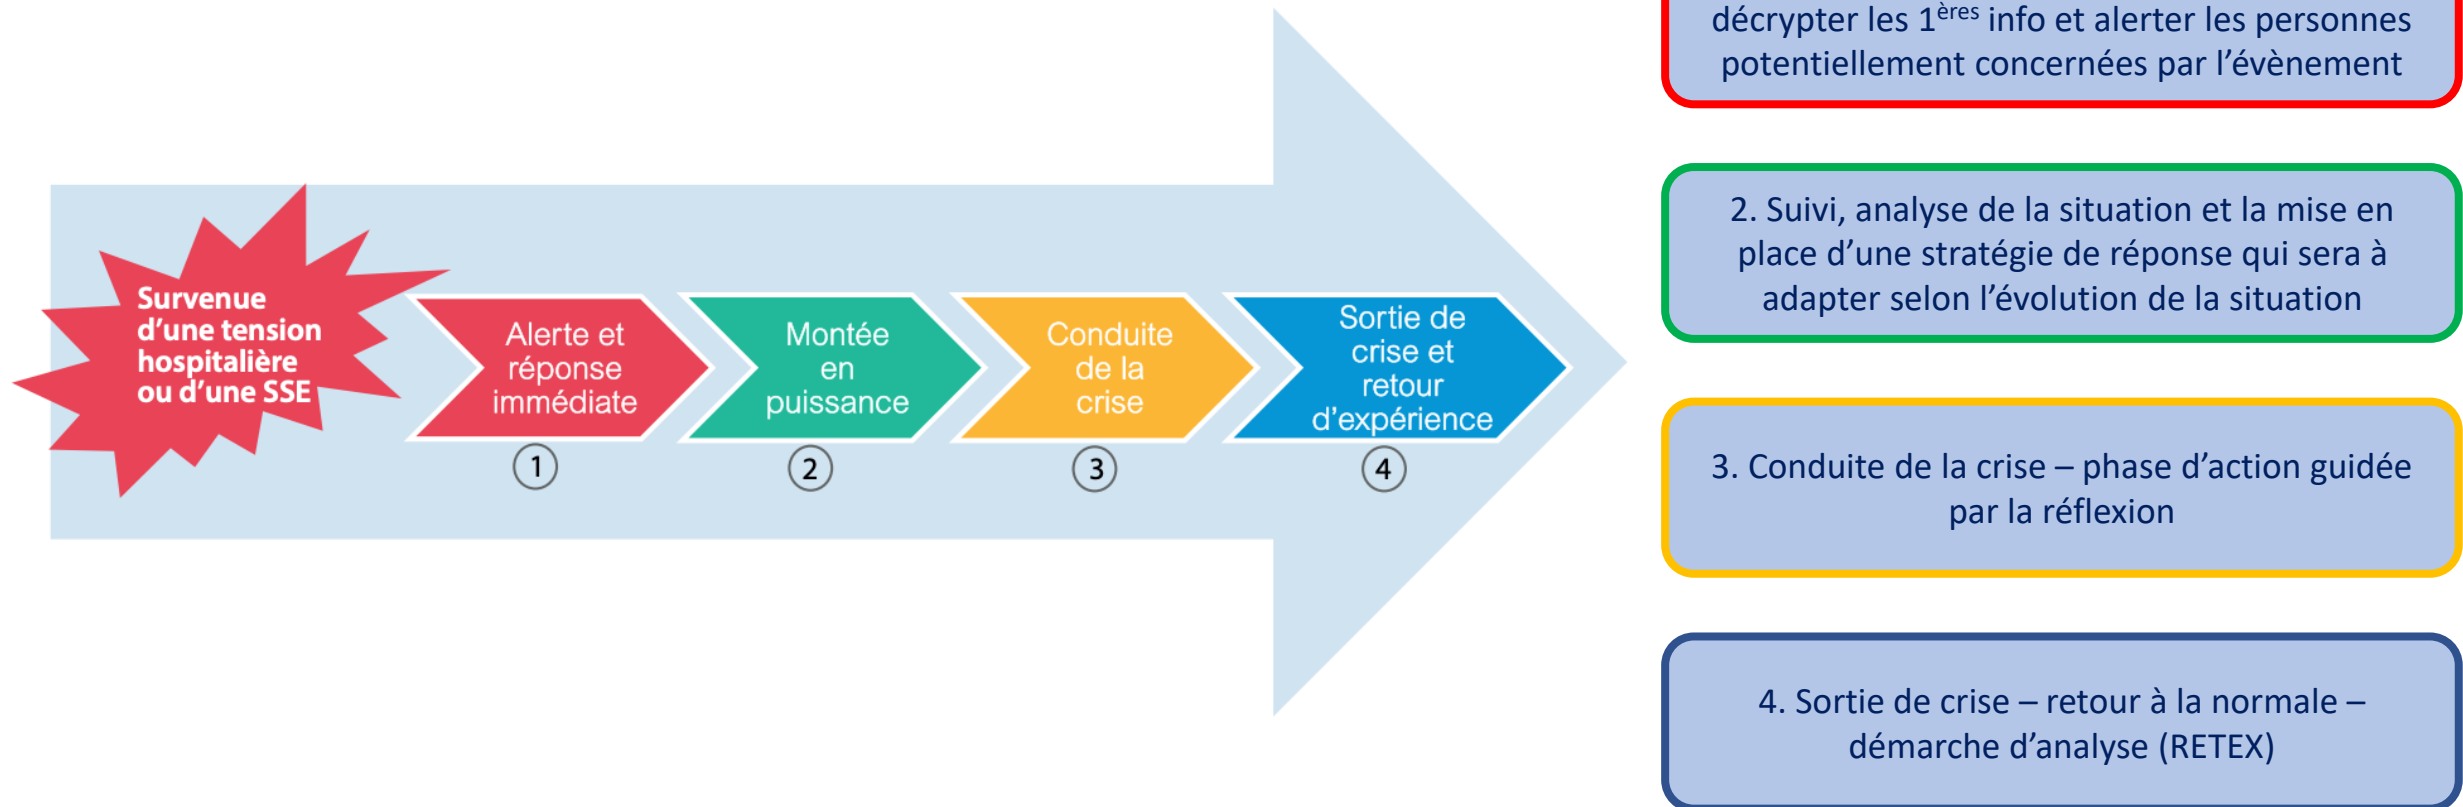 Survenue
d'une tension
hospitalière
ou d'une SSE
Alerte et
réponse
immédiate
1
Montée
en
puissance
2
Conduite
de la
crise
3
Sortie de
crise et
retour
d'expérience
4
décrypter les 1ères info et alerter les personnes
potentiellement concernées par l'évènement
2. Suivi, analyse de la situation et la mise en
place d'une stratégie de réponse qui sera à
adapter selon l'évolution de la situation
3. Conduite de la crise – phase d'action guidée
par la réflexion
4. Sortie de crise – retour à la normale –
démarche d'analyse (RETEX)